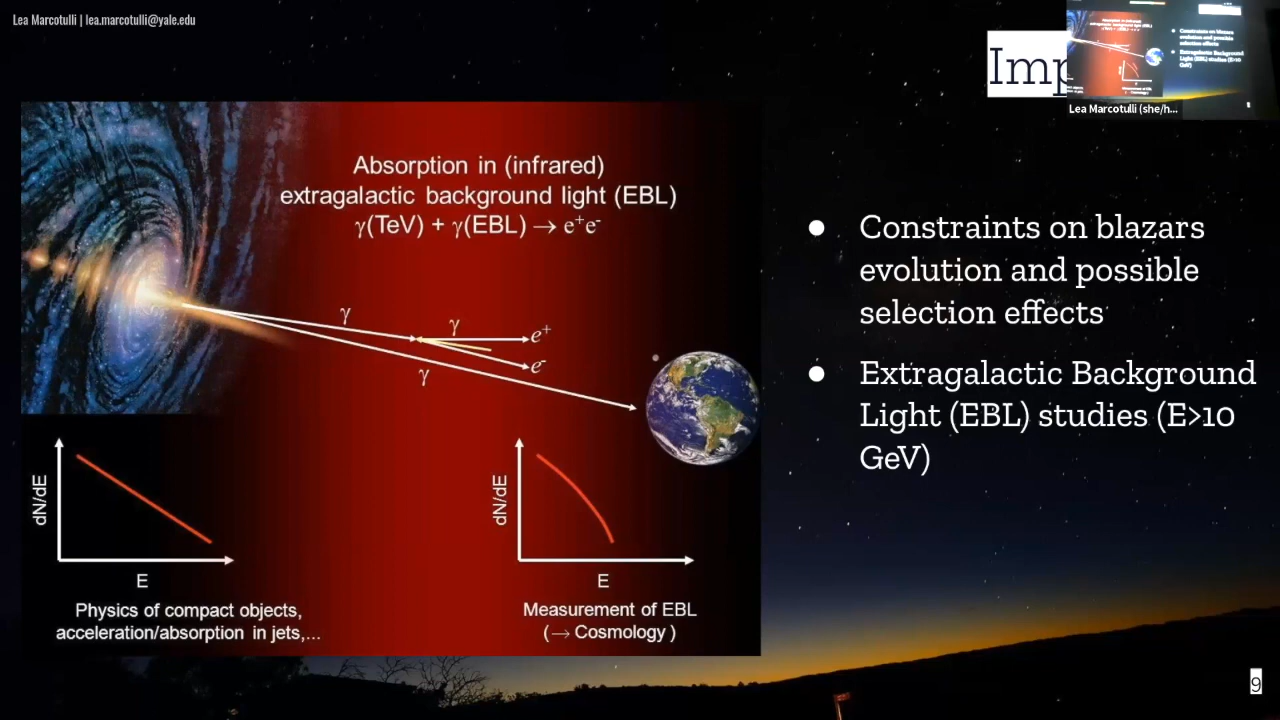 Lea Marcotulli | lea.marcotulli@yale.edu
Imp
Lea Marcotulli (she/h...
Absorption in (infrared)
extragalactic background light (EBL)
γ(TeV) + γ(EBL) → e⁺e⁻
γ
γ
e⁺
e⁻
γ
dN/dE
E
Physics of compact objects,
acceleration/absorption in jets,...
dN/dE
E
Measurement of EBL
(→ Cosmology )
● Constraints on blazars
evolution and possible
selection effects
● Extragalactic Background
Light (EBL) studies (E>10
GeV)
9